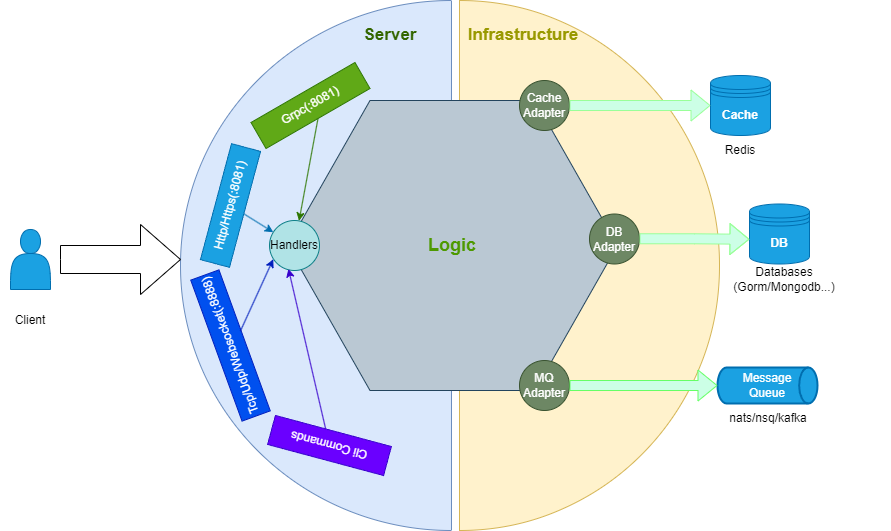 Server
Infrastructure
Grpc(:8081)
Cache
Adapter
Cache
Redis
Http/Https(:8081)
Handlers
Logic
DB
Adapter
DB
Databases
(Gorm/Mongodb...)
Client
Tcp/Udp/Websocket(:8888)
MQ
Adapter
Message
Queue
nats/nsq/kafka
Cli Commands